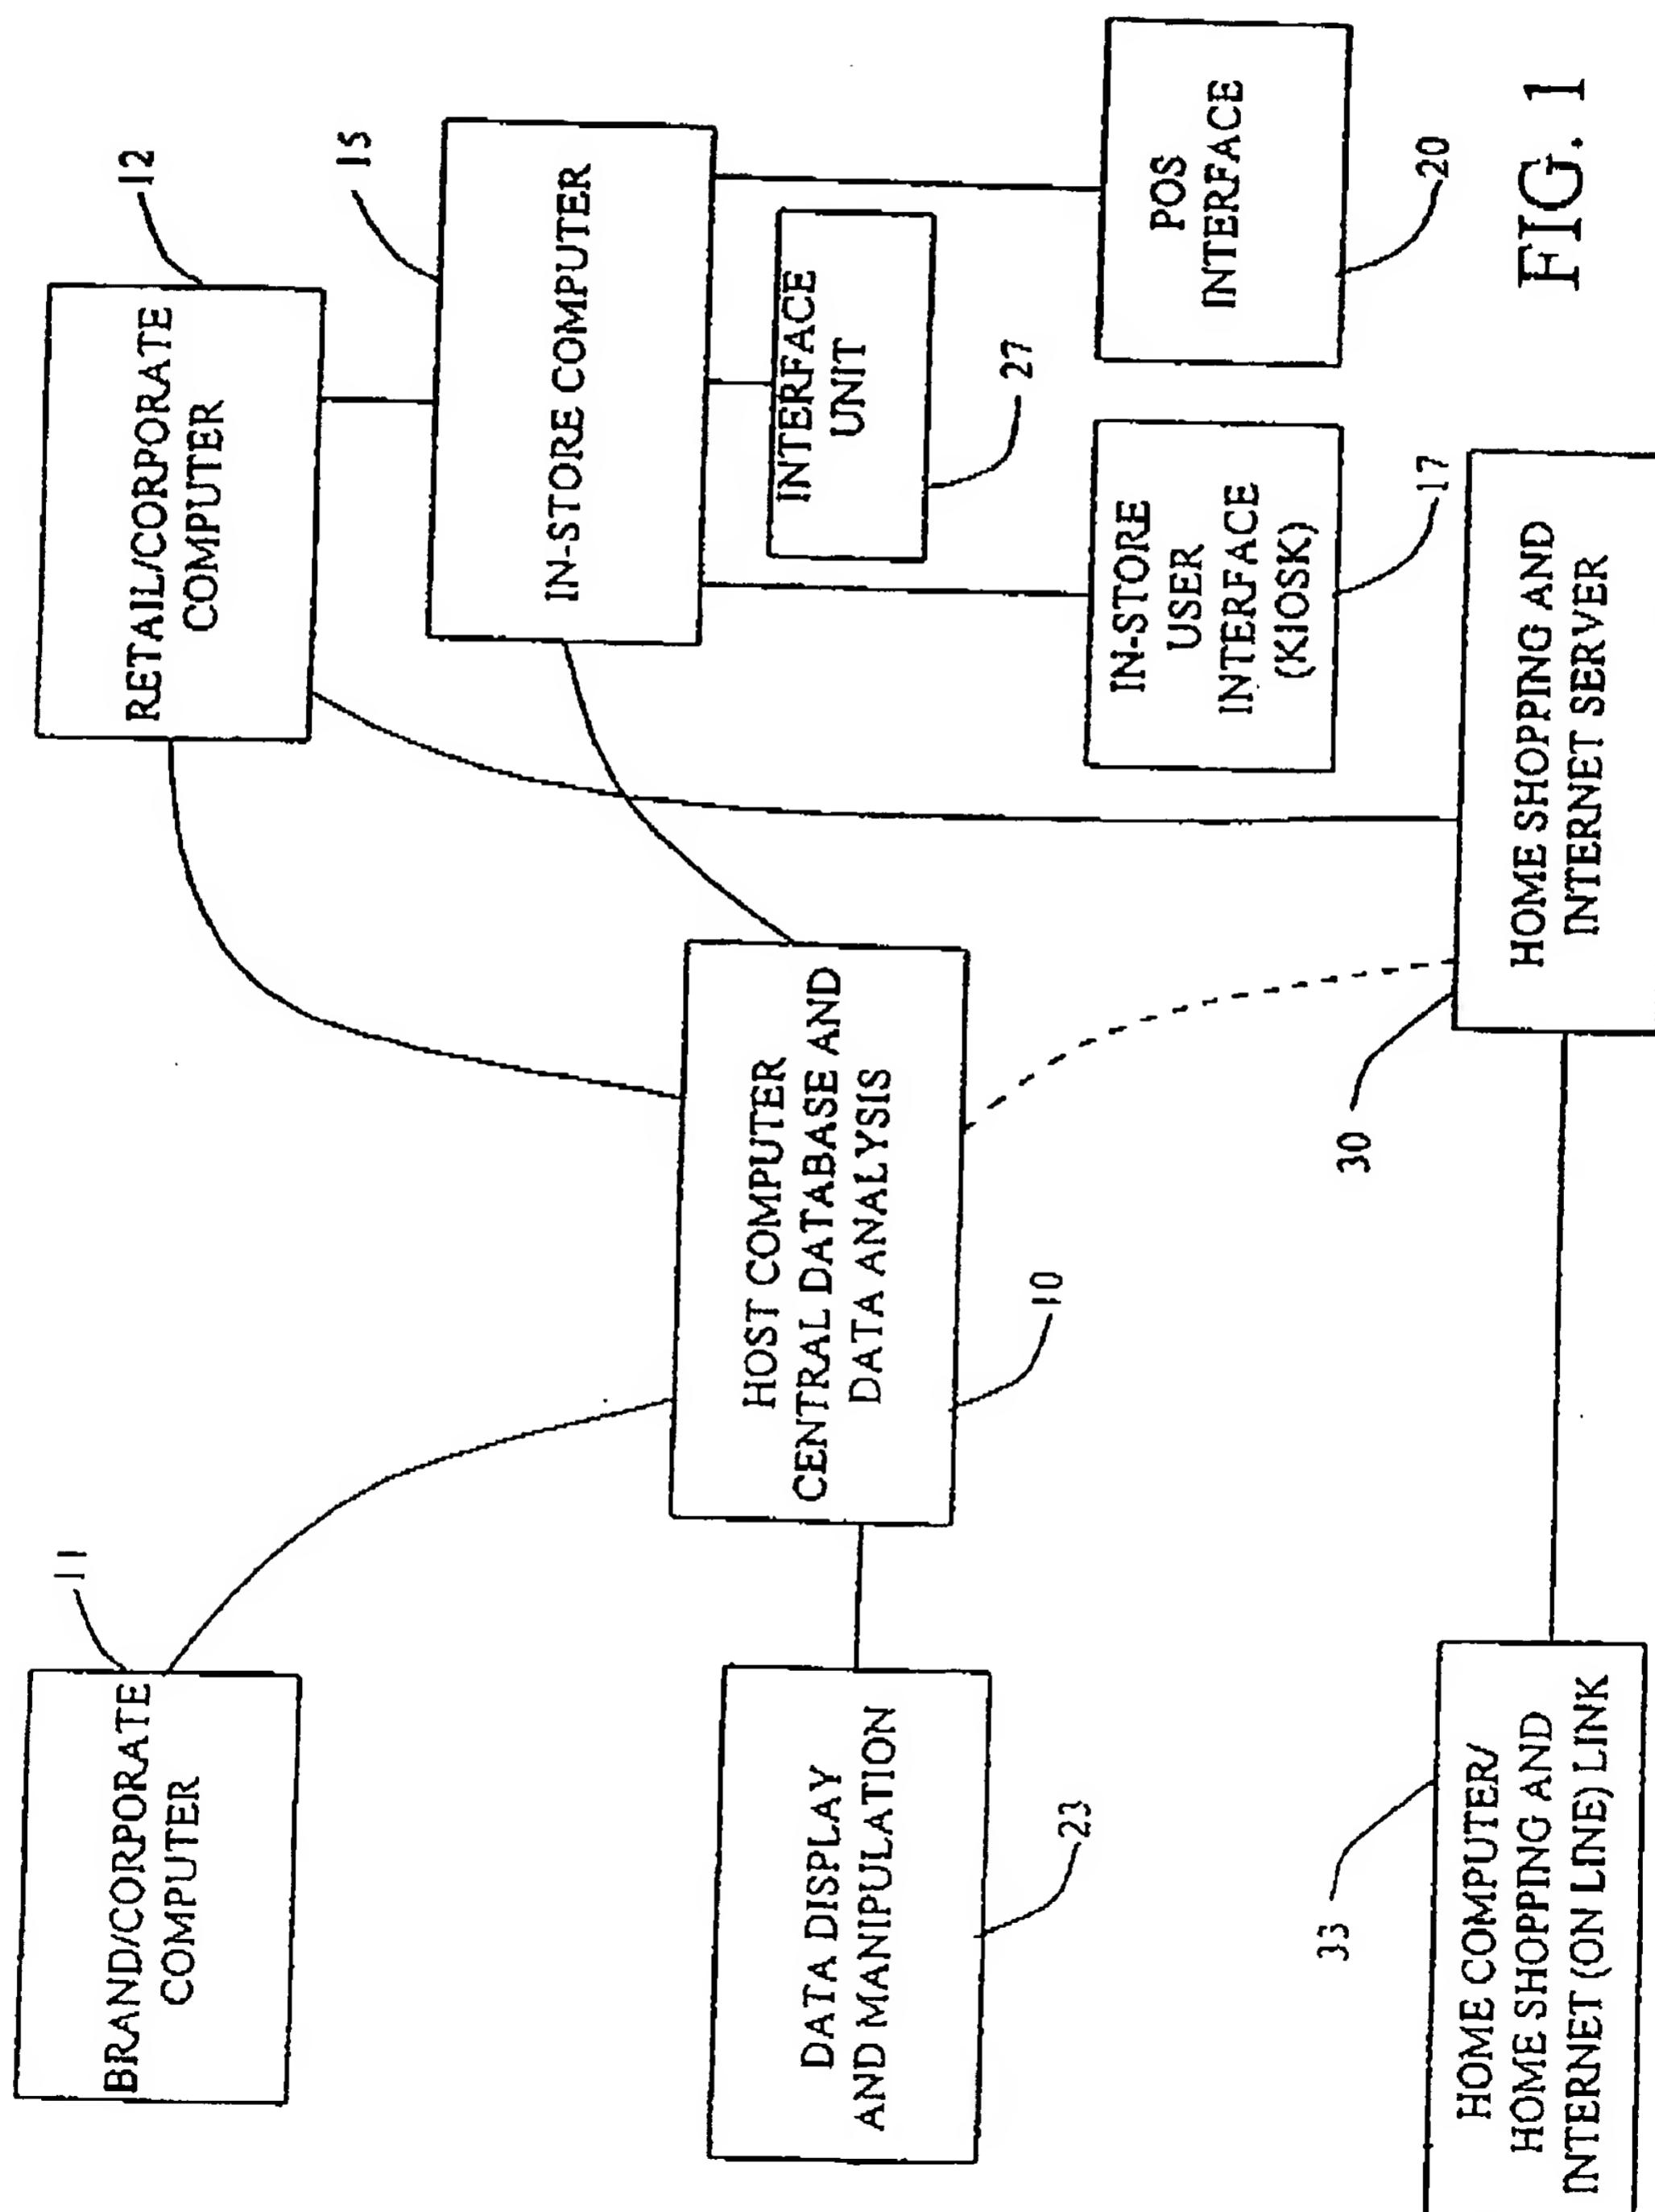 11
BRAND/CORPORATE
COMPUTER
12
RETAIL/CORPORATE
COMPUTER
15
IN-STORE COMPUTER
INTERFACE
UNIT
27
DATA DISPLAY
AND MANIPULATION
23
HOST COMPUTER
CENTRAL DATABASE AND
DATA ANALYSIS
10
IN-STORE
USER
INTERFACE
(KIOSK)
17
POS
INTERFACE
20
33
HOME COMPUTER/
HOME SHOPPING AND
INTERNET (ON LINE) LINK
30
HOME SHOPPING AND
INTERNET SERVER
FIG. 1